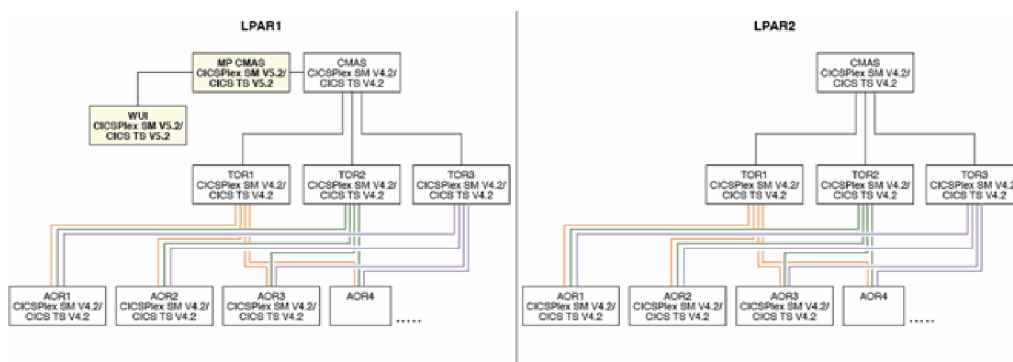 LPAR1
LPAR2
MP CMAS
CICSPlex SM V5.2/
CICS TS V5.2
CMAS
CICSPlex SM V4.2/
CICS TS V4.2
WUI
CICSPlex SM V5.2/
CICS TS V5.2
TOR1
CICSPlex SM V4.2/
CICS TS V4.2
TOR2
CICSPlex SM V4.2/
CICS TS V4.2
TOR3
CICSPlex SM V4.2/
CICS TS V4.2
AOR1
CICSPlex SM V4.2/
CICS TS V4.2
AOR2
CICSPlex SM V4.2/
CICS TS V4.2
AOR3
CICSPlex SM V4.2/
CICS TS V4.2
AOR4
.....
CMAS
CICSPlex SM V4.2/
CICS TS V4.2
TOR1
CICSPlex SM V4.2/
CICS TS V4.2
TOR2
CICSPlex SM V4.2/
CICS TS V4.2
TOR3
CICSPlex SM V4.2/
CICS TS V4.2
AOR1
CICSPlex SM V4.2/
CICS TS V4.2
AOR2
CICSPlex SM V4.2/
CICS TS V4.2
AOR3
CICSPlex SM V4.2/
CICS TS V4.2
AOR4
.....